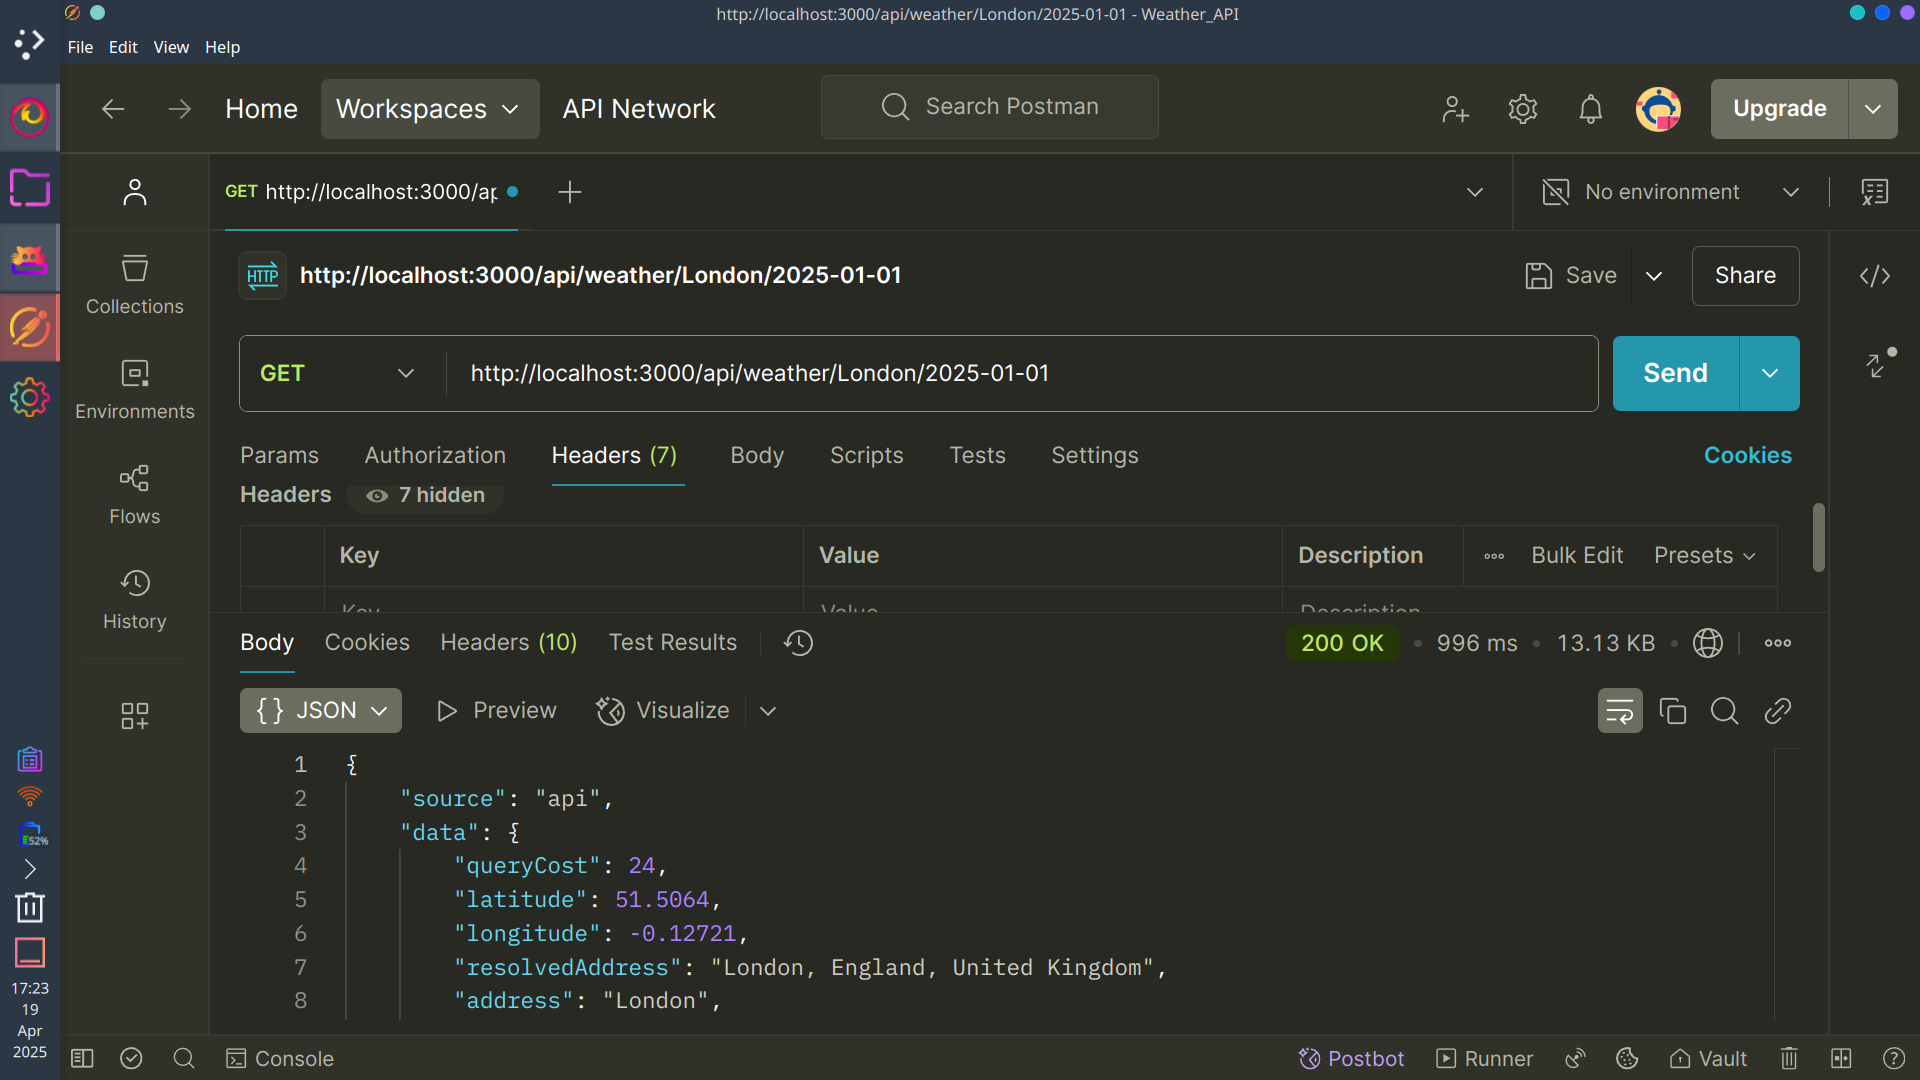 http://localhost:3000/api/weather/London/2025-01-01 - Weather_API
File Edit View Help
Home Workspaces API Network Search Postman Upgrade
GET http://localhost:3000/ap
No environment
HTTP http://localhost:3000/api/weather/London/2025-01-01 Save Share
Collections
Environments
Flows
History
GET http://localhost:3000/api/weather/London/2025-01-01 Send
Params Authorization Headers (7) Body Scripts Tests Settings Cookies
Headers 7 hidden
Key Value Description Bulk Edit Presets
Key Value Description
Body Cookies Headers (10) Test Results 200 OK 996 ms 13.13 KB
{} JSON Preview Visualize
1 {
2 "source": "api",
3 "data": {
4 "queryCost": 24,
5 "latitude": 51.5064,
6 "longitude": -0.12721,
7 "resolvedAddress": "London, England, United Kingdom",
8 "address": "London",
52%
17:23
19
Apr
2025
Console Postbot Runner Vault